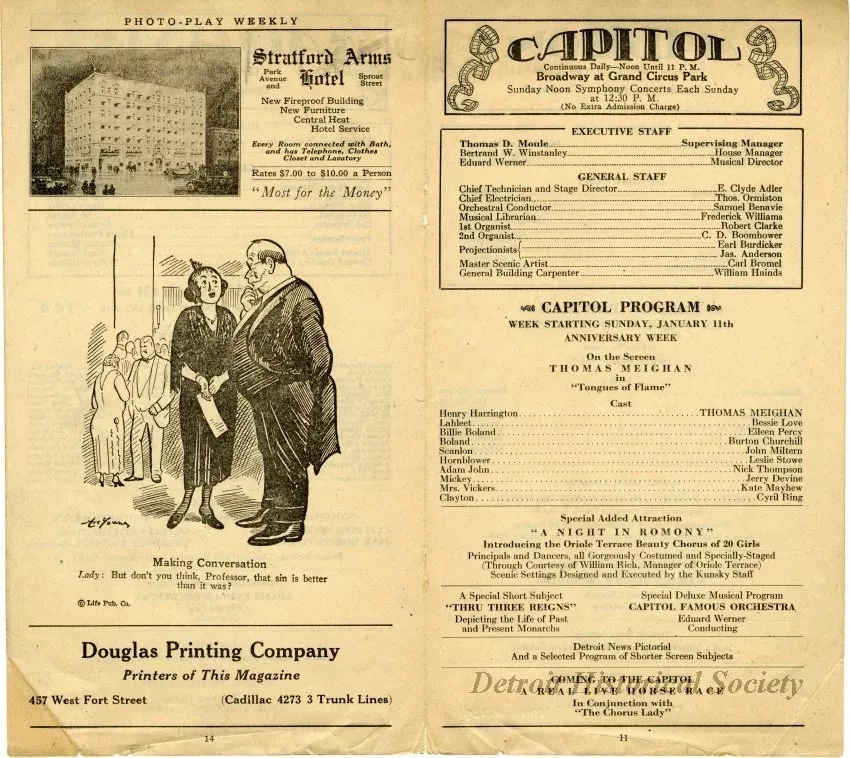 PHOTO-PLAY WEEKLY
Stratford Arms
Park Avenue and
Hotel
Sproat Street
New Fireproof Building
New Furniture
Central Heat
Hotel Service
Every Room connected with Bath,
and has Telephone, Clothes
Closet and Lavatory
Rates $7.00 to $10.00 a Person
"Most for the Money"
Art Young
Making Conversation
Lady: But don't you think, Professor, that sin is better
than it was?
© Life Pub. Co.
Douglas Printing Company
Printers of This Magazine
457 West Fort Street (Cadillac 4273 3 Trunk Lines)
14
CAPITOL
Continuous Daily—Noon Until 11 P. M.
Broadway at Grand Circus Park
Sunday Noon Symphony Concerts Each Sunday
at 12:30 P. M.
(No Extra Admission Charge)
EXECUTIVE STAFF
Thomas D. Moule Supervising Manager
Bertrand W. Winstanley House Manager
Eduard Werner Musical Director
GENERAL STAFF
Chief Technician and Stage Director E. Clyde Adler
Chief Electrician Thos. Ormiston
Orchestral Conductor Samuel Benavie
Musical Librarian Frederick Williams
1st Organist Robert Clarke
2nd Organist C. D. Boomhower
Projectionists { Earl Burdicker
Jas. Anderson
Master Scenic Artist Carl Bromel
General Building Carpenter William Hainds
CAPITOL PROGRAM
WEEK STARTING SUNDAY, JANUARY 11th
ANNIVERSARY WEEK
On the Screen
THOMAS MEIGHAN
in
"Tongues of Flame"
Cast
Henry Harrington THOMAS MEIGHAN
Lahleet Bessie Love
Billie Boland Eileen Percy
Boland Burton Churchill
Scanlon John Miltern
Hornblower Leslie Stowe
Adam John Nick Thompson
Mickey Jerry Devine
Mrs. Vickers Kate Mayhew
Clayton Cyril Ring
Special Added Attraction
"A NIGHT IN ROMONY"
Introducing the Oriole Terrace Beauty Chorus of 20 Girls
Principals and Dancers, all Gorgeously Costumed and Specially-Staged
(Through Courtesy of William Rich, Manager of Oriole Terrace)
Scenic Settings Designed and Executed by the Kunsky Staff
A Special Short Subject
"THRU THREE REIGNS"
Depicting the Life of Past
and Present Monarchs
Special Deluxe Musical Program
CAPITOL FAMOUS ORCHESTRA
Eduard Werner
Conducting
Detroit News Pictorial
And a Selected Program of Shorter Screen Subjects
COMING TO THE CAPITOL
A REAL LIVE HORSE RACE
In Conjunction with
"The Chorus Lady"
Detroit Historical Society
11